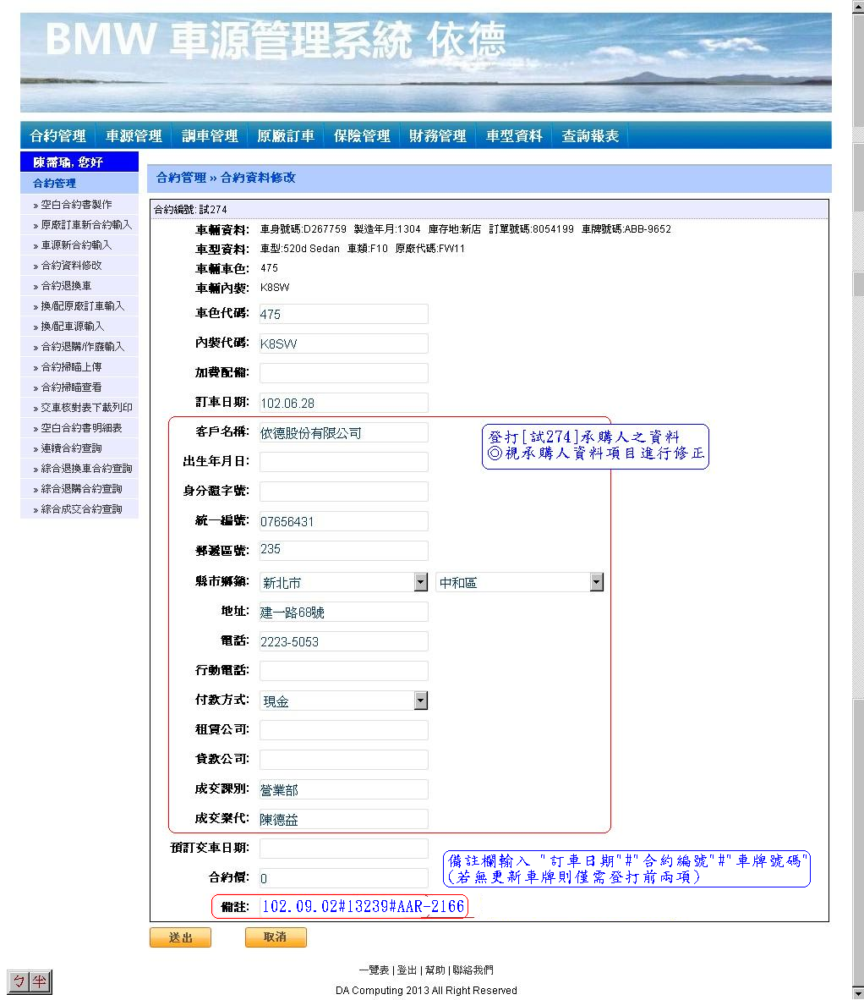 BMW 車源管理系統 依德
合約管理 車源管理 調車管理 原廠訂車 保險管理 財務管理 車型資料 查詢報表
陳霈瑜, 您好
合約管理
» 空白合約書製作
» 原廠訂車新合約輸入
» 車源新合約輸入
» 合約資料修改
» 合約退換車
» 換/配原廠訂車輸入
» 換/配車源輸入
» 合約退購/作廢輸入
» 合約掃瞄上傳
» 合約掃瞄查看
» 交車核對表下載列印
» 空白合約書明細表
» 連續合約查詢
» 綜合退換車合約查詢
» 綜合退購合約查詢
» 綜合成交合約查詢
合約管理 » 合約資料修改
合約編號: 試274
車輛資料: 車身號碼:D267759 製造年月:1304 庫存地:新店 訂單號碼:8054199 車牌號碼:ABB-9652
車型資料: 車型:520d Sedan 車類:F10 原廠代碼:FW11
車輛車色: 475
車輛內裝: K8SW
車色代碼: 475
內裝代碼: K8SW
加費配備:
訂車日期: 102.06.28
客戶名稱: 依德股份有限公司
登打[試274]承購人之資料
◎視承購人資料項目進行修正
出生年月日:
身分證字號:
統一編號: 07656431
郵遞區號: 235
縣市鄉鎮: 新北市 中和區
地址: 建一路68號
電話: 2223-5053
行動電話:
付款方式: 現金
租賃公司:
貸款公司:
成交課別: 營業部
成交業代: 陳德益
預訂交車日期:
合約價: 0
備註欄輸入 "訂車日期"#"合約編號"#"車牌號碼"
(若無更新車牌則僅需登打前兩項)
備註: 102.09.02#13239#AAR-2166
送出 取消
一覽表 | 登出 | 幫助 | 聯絡我們
DA Computing 2013 All Right Reserved
ㄅ 半